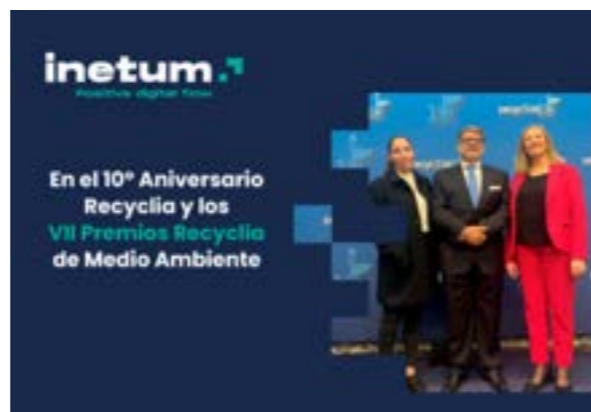 inetum
Positive digital flow
En el 10º Aniversario
Recyclia y los
VII Premios Recyclia
de Medio Ambiente